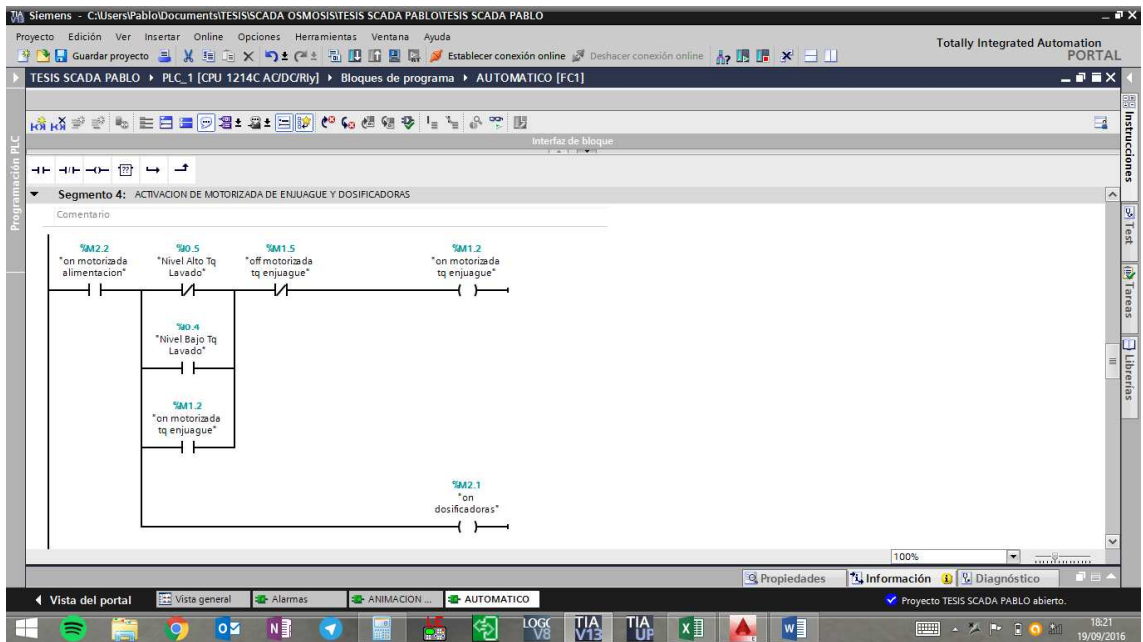 Siemens - C:\Users\Pablo\Documents\TESIS\SCADA OSMOSIS\TESIS SCADA PABLO\TESIS SCADA PABLO
Proyecto Edición Ver Insertar Online Opciones Herramientas Ventana Ayuda
Totally Integrated Automation
PORTAL
Guardar proyecto Establecer conexión online Deshacer conexión online
TESIS SCADA PABLO PLC_1 [CPU 1214C AC/DC/Rly] Bloques de programa AUTOMATICO [FC1]
Interfaz de bloque
Segmento 4: ACTIVACION DE MOTORIZADA DE ENJUAGUE Y DOSIFICADORAS
Comentario
%M2.2 %I0.5 %M1.5 %M1.2
"on motorizada "Nivel Alto Tq "off motorizada "on motorizada
alimentacion" Lavado" tq enjuague" tq enjuague"
%I0.4
"Nivel Bajo Tq
Lavado"
%M1.2
"on motorizada
tq enjuague"
%M2.1
"on
dosificadoras"
100%
Propiedades Información Diagnóstico
Vista del portal Vista general Alarmas ANIMACION ... AUTOMATICO Proyecto TESIS SCADA PABLO abierto.
Programación PLC
Instrucciones
Test
Tareas
Librerías
TIA V13
TIA UP
18:21
19/09/2016